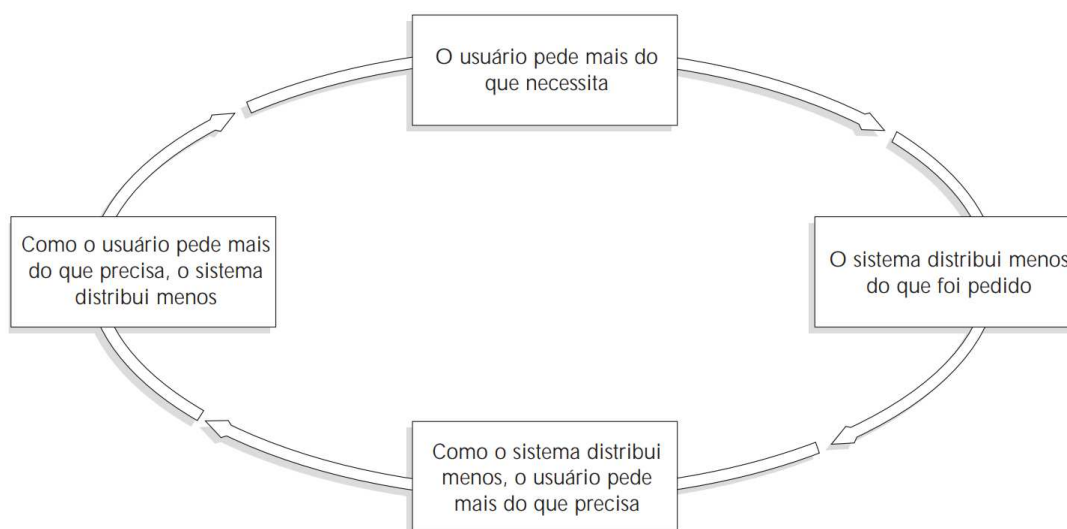 O usuário pede mais do
que necessita
O sistema distribui menos
do que foi pedido
Como o sistema distribui
menos, o usuário pede
mais do que precisa
Como o usuário pede mais
do que precisa, o sistema
distribui menos